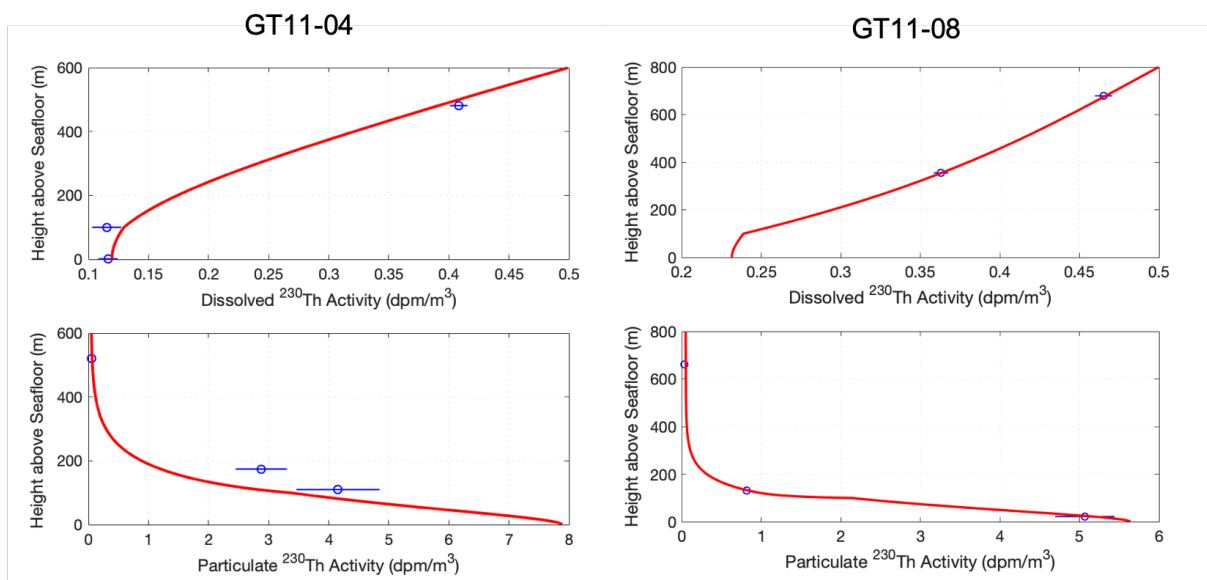 GT11-04
GT11-08
Height above Seafloor (m)
600
400
200
0
0.1 0.15 0.2 0.25 0.3 0.35 0.4 0.45 0.5
Dissolved ²³⁰Th Activity (dpm/m³)
Height above Seafloor (m)
800
600
400
200
0
0.2 0.25 0.3 0.35 0.4 0.45 0.5
Dissolved ²³⁰Th Activity (dpm/m³)
Height above Seafloor (m)
600
400
200
0
0 1 2 3 4 5 6 7 8
Particulate ²³⁰Th Activity (dpm/m³)
Height above Seafloor (m)
800
600
400
200
0
0 1 2 3 4 5 6
Particulate ²³⁰Th Activity (dpm/m³)